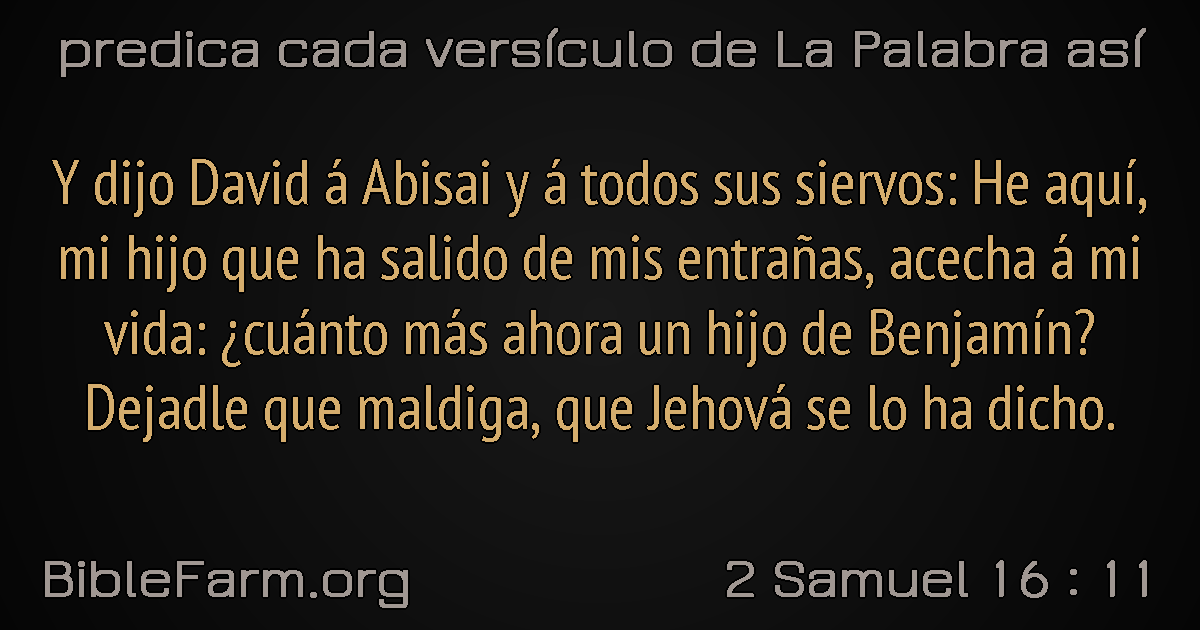 predica cada versículo de La Palabra así
Y dijo David á Abisai y á todos sus siervos: He aquí,
mi hijo que ha salido de mis entrañas, acecha á mi
vida: ¿cuánto más ahora un hijo de Benjamín?
Dejadle que maldiga, que Jehová se lo ha dicho.
BibleFarm.org
2 Samuel 16 : 11